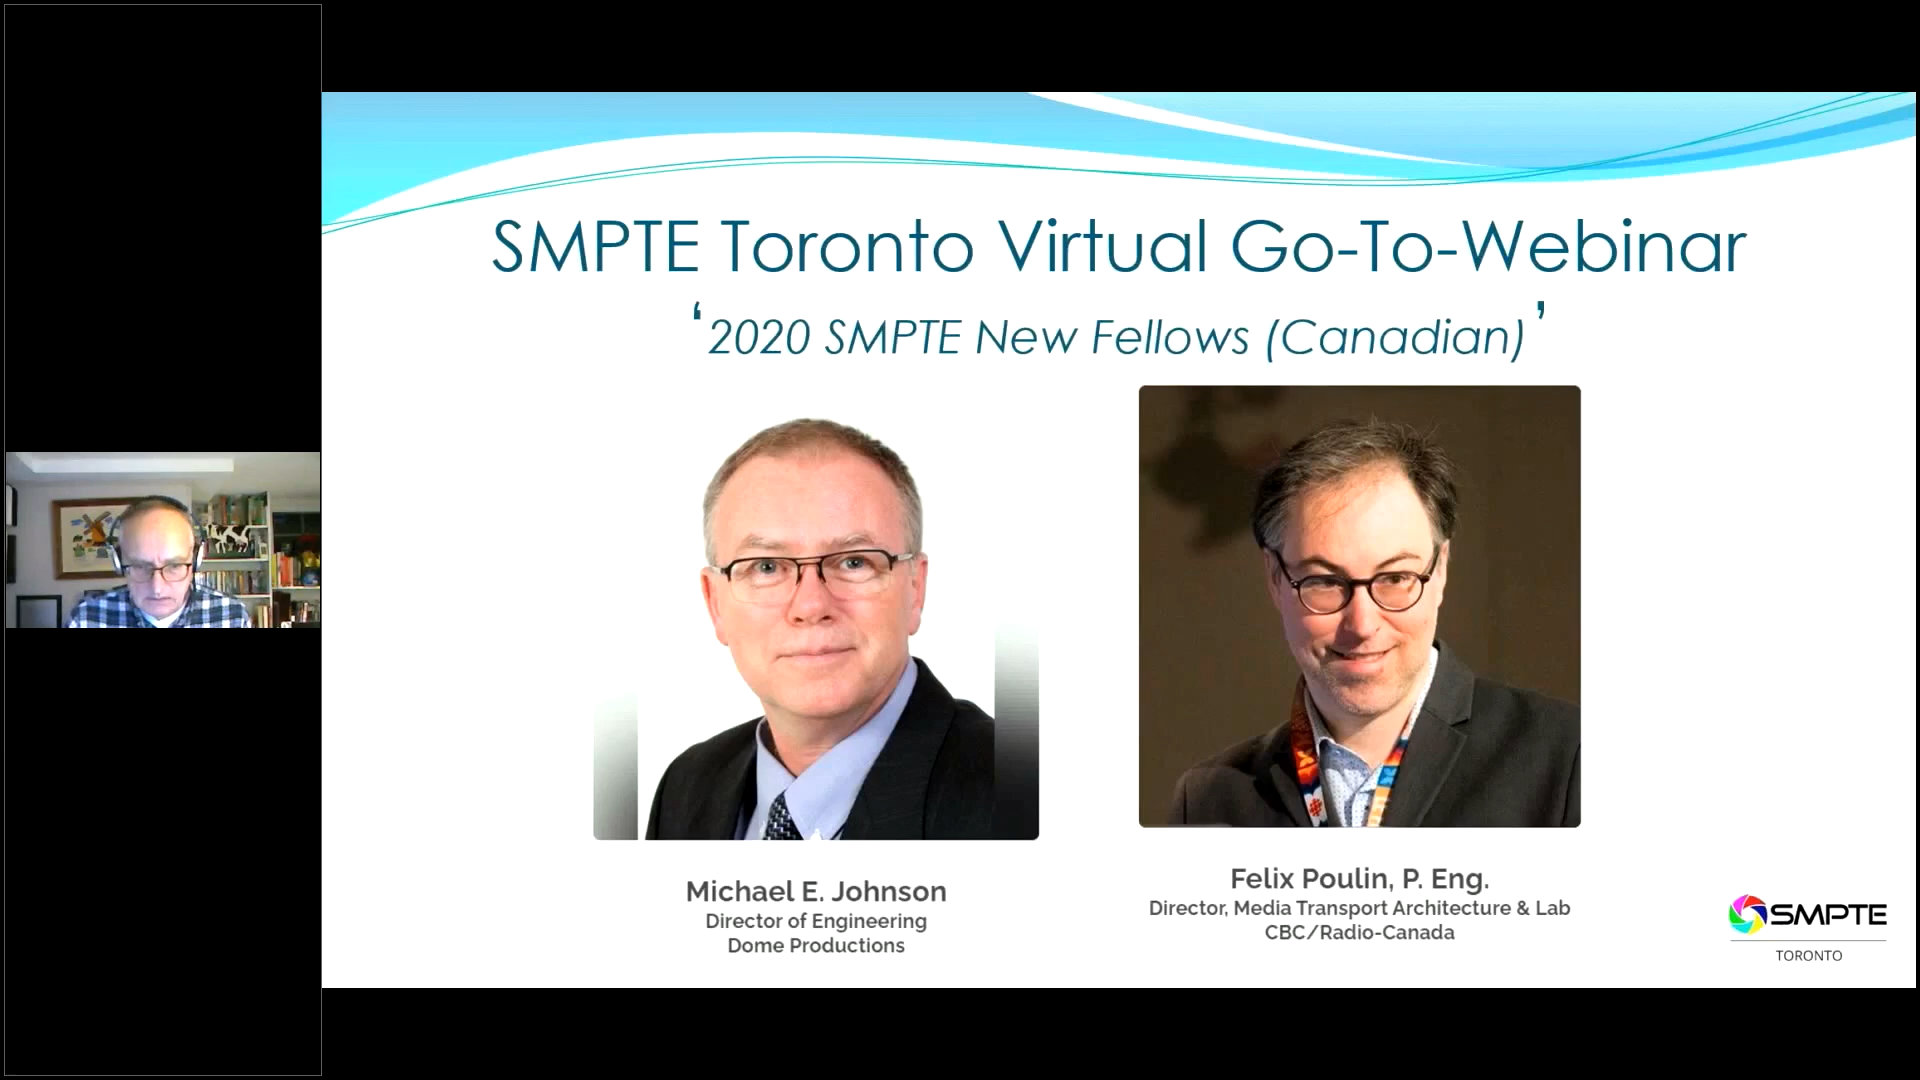 SMPTE Toronto Virtual Go-To-Webinar
‘2020 SMPTE New Fellows (Canadian)’
Michael E. Johnson
Director of Engineering
Dome Productions
Felix Poulin, P. Eng.
Director, Media Transport Architecture & Lab
CBC/Radio-Canada
SMPTE
TORONTO